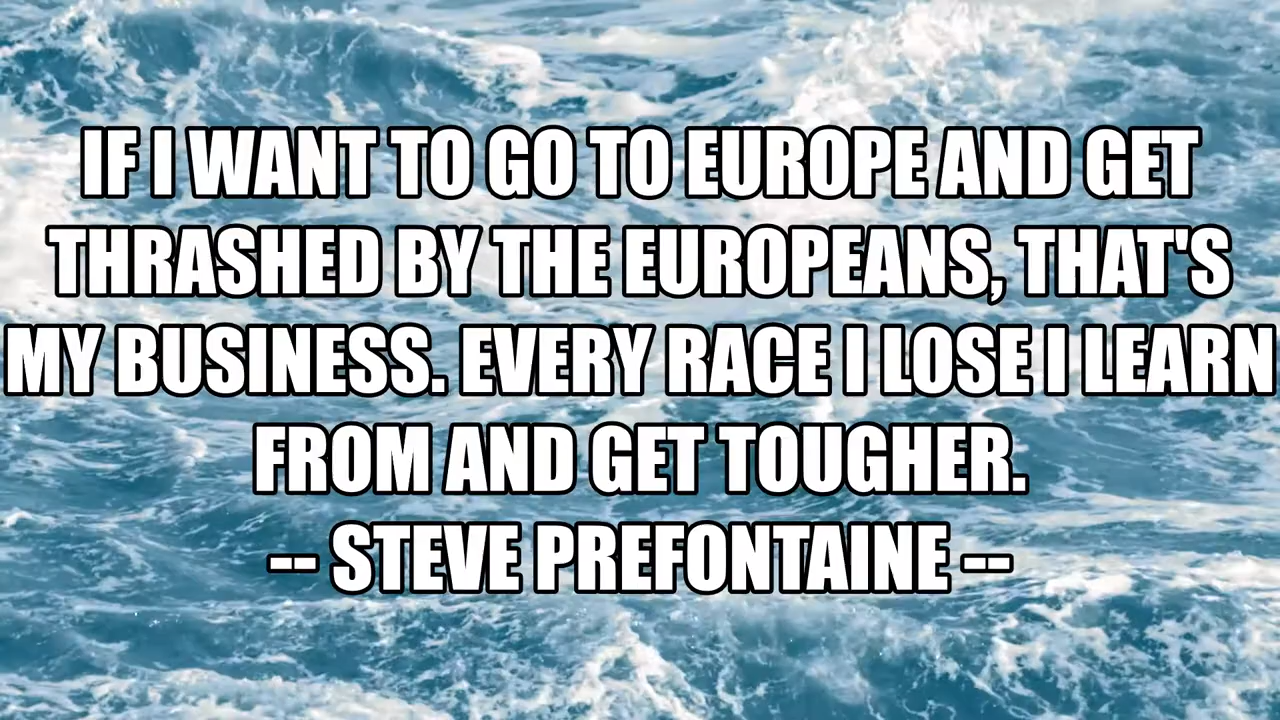 IF I WANT TO GO TO EUROPE AND GET
THRASHED BY THE EUROPEANS, THAT'S
MY BUSINESS. EVERY RACE I LOSE I LEARN
FROM AND GET TOUGHER.
-- STEVE PREFONTAINE --